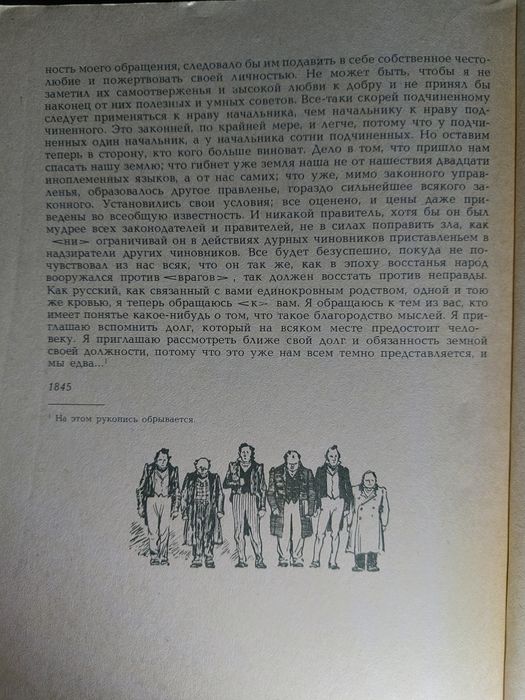 ность моего обращения, следовало бы им подавить в себе собственное често-
любие и пожертвовать своей личностью. Не может быть, чтобы я не
заметил их самоотверженья и высокой любви к добру и не принял бы
наконец от них полезных и умных советов. Все-таки скорей подчиненному
следует применяться к нраву начальника, чем начальнику к нраву под-
чиненного. Это законней, по крайней мере, и легче, потому что у подчи-
ненных один начальник, а у начальника сотни подчиненных. Но оставим
теперь в сторону, кто кого больше виноват. Дело в том, что пришло нам
спасать нашу землю; что гибнет уже земля наша не от нашествия двадцати
иноплеменных языков, а от нас самих; что уже, мимо законного управ-
ленья, образовалось другое правленье, гораздо сильнейшее всякого за-
конного. Установились свои условия; все оценено, и цены даже при-
ведены во всеобщую известность. И никакой правитель, хотя бы он был
мудрее всех законодателей и правителей, не в силах поправить зла, как
<ни> ограничивай он в действиях дурных чиновников приставленьем в
надзиратели других чиновников. Все будет безуспешно, покуда не по-
чувствовал из нас всяк, что он так же, как в эпоху восстанья народ
вооружался против <врагов>, так должен восстать против неправды.
Как русский, как связанный с вами единокровным родством, одной и тою
же кровью, я теперь обращаюсь <к> вам. Я обращаюсь к тем из вас, кто
имеет понятье какое-нибудь о том, что такое благородство мыслей. Я при-
глашаю вспомнить долг, который на всяком месте предостоит чело-
веку. Я приглашаю рассмотреть ближе свой долг и обязанность земной
своей должности, потому что это уже нам всем темно представляется, и
мы едва...¹
1845
¹ На этом рукопись обрывается.